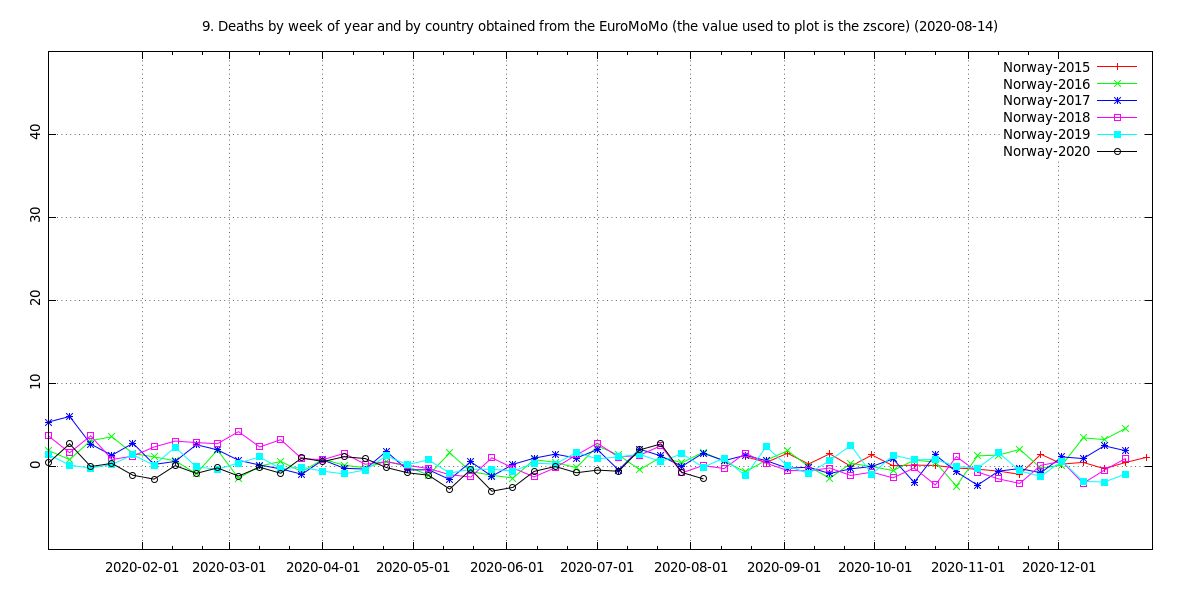 9. Deaths by week of year and by country obtained from the EuroMoMo (the value used to plot is the zscore) (2020-08-14)
Norway-2015
Norway-2016
Norway-2017
Norway-2018
Norway-2019
Norway-2020
40
30
20
10
0
2020-02-01 2020-03-01 2020-04-01 2020-05-01 2020-06-01 2020-07-01 2020-08-01 2020-09-01 2020-10-01 2020-11-01 2020-12-01